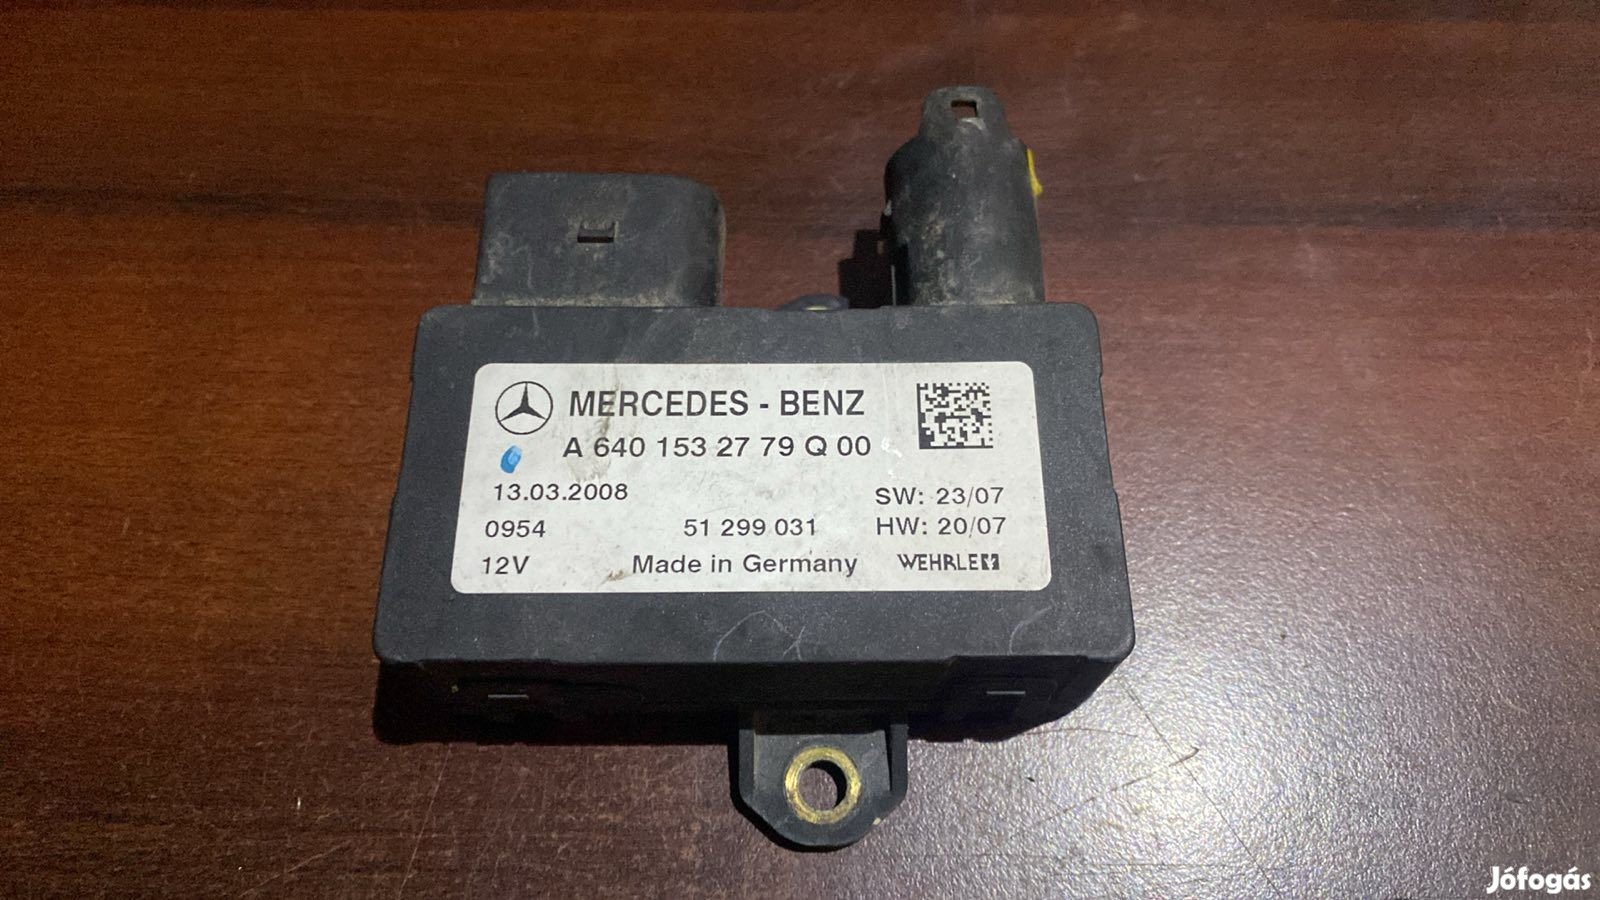 MERCEDES - BENZ
A 640 153 27 79 Q 00
13.03.2008 SW: 23/07
0954 51 299 031 HW: 20/07
12V Made in Germany WEHRLE
Jófogás